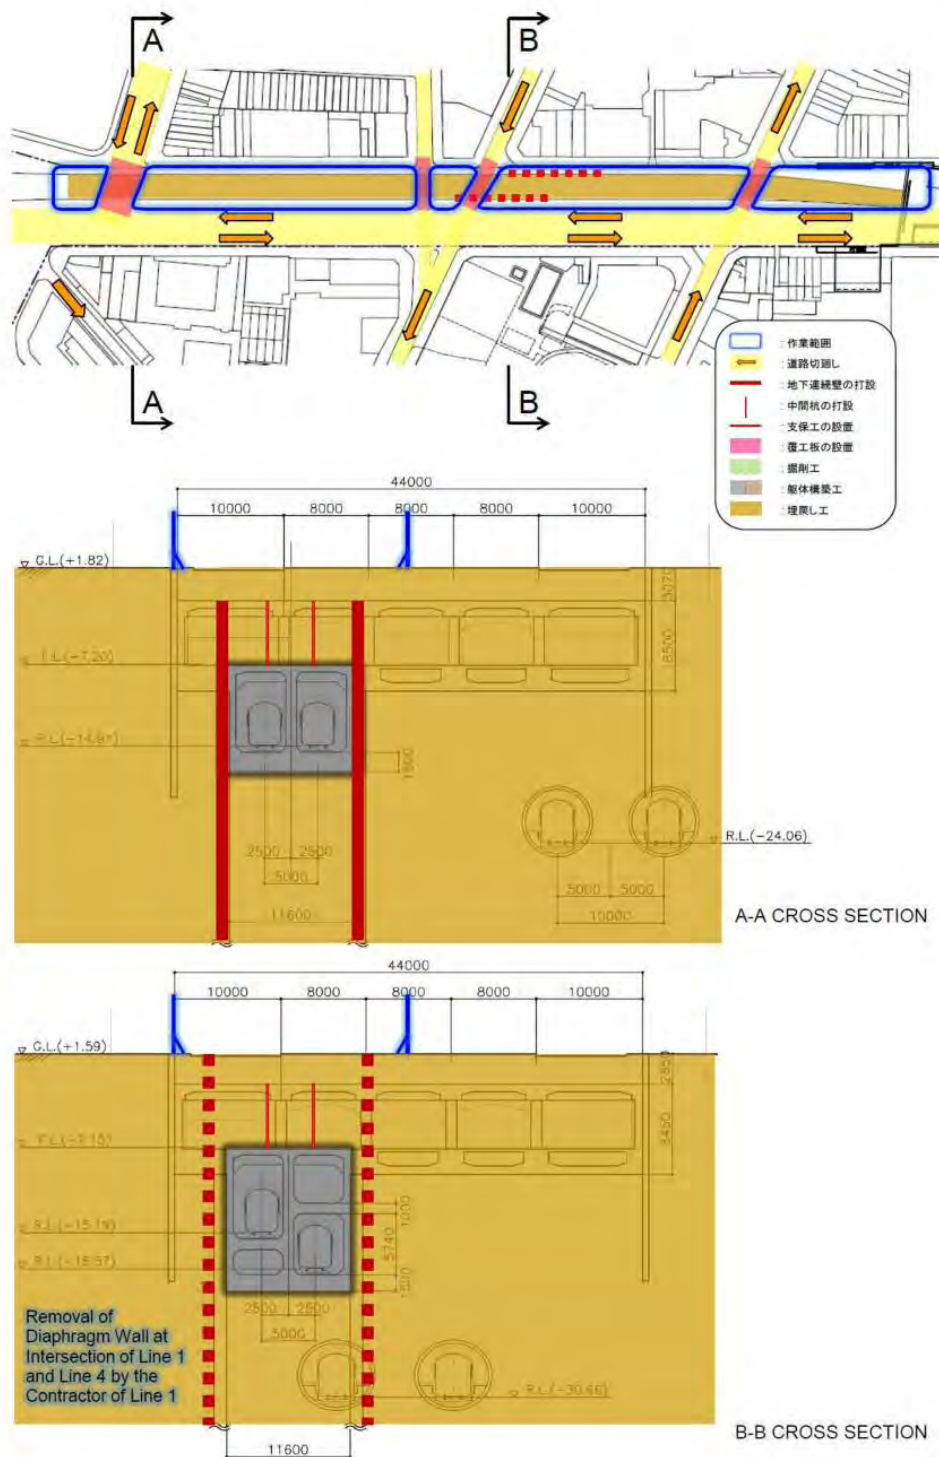 A
B
A
B
: 作業範囲
: 道路切廻し
: 地下連続壁の打設
: 中間杭の打設
: 支保工の設置
: 覆工板の設置
: 掘削工
: 躯体構築工
: 埋戻し工
44000
10000
8000
8000
8000
10000
G.L.(+1.82)
8500
1500
R.L.(-24.06)
2500
2500
5000
5000
5000
11600
10000
A-A CROSS SECTION
44000
10000
8000
8000
8000
10000
G.L.(+1.59)
2850
R.L.(-15.19)
1000
5740
2500
2500
5000
Removal of
Diaphragm Wall at
Intersection of Line 1
and Line 4 by the
Contractor of Line 1
R.L.(-30.66)
11600
B-B CROSS SECTION